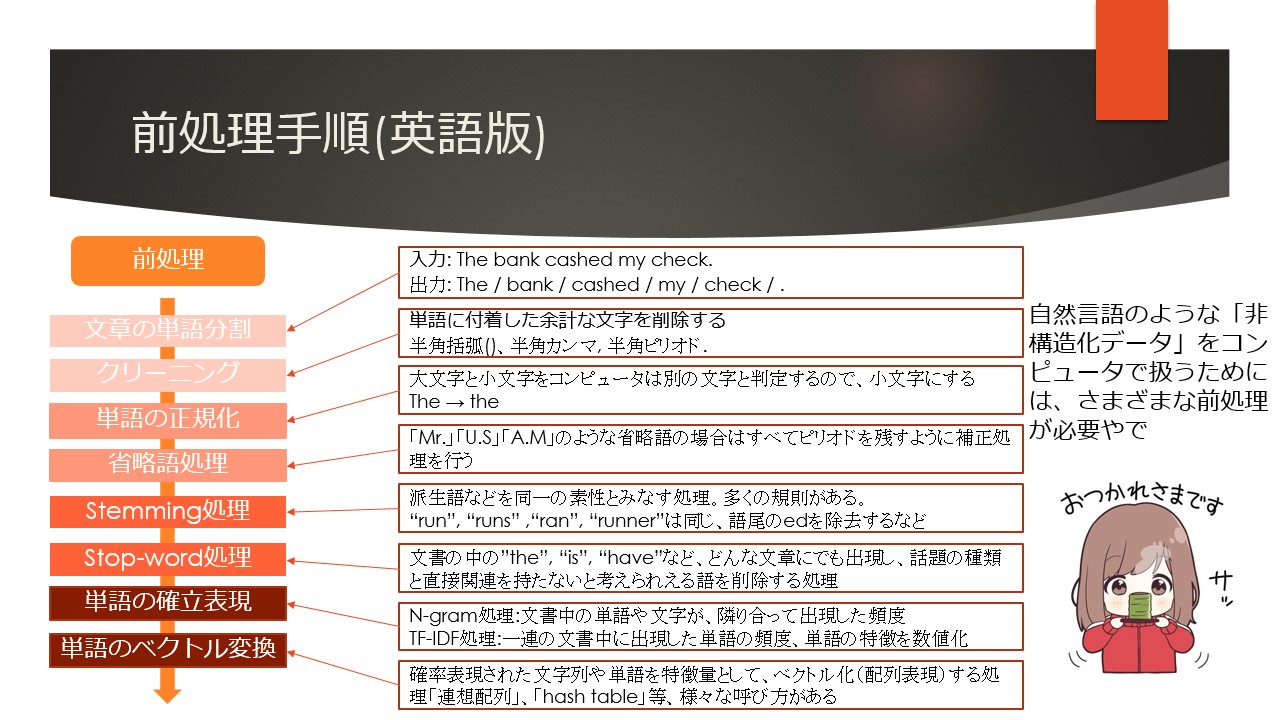 前処理手順(英語版)
前処理
文章の単語分割
クリーニング
単語の正規化
省略語処理
Stemming処理
Stop-word処理
単語の確立表現
単語のベクトル変換
入力: The bank cashed my check.
出力: The / bank / cashed / my / check / .
単語に付着した余計な文字を削除する
半角括弧()、半角カンマ, 半角ピリオド.
大文字と小文字をコンピュータは別の文字と判定するので、小文字にする
The → the
「Mr.」「U.S」「A.M」のような省略語の場合はすべてピリオドを残すように補正処
理を行う
派生語などを同一の素性とみなす処理。多くの規則がある。
“run”, “runs” ,“ran”, “runner”は同じ、語尾のedを除去するなど
文書の中の”the”, “is”, “have”など、どんな文章にでも出現し、話題の種類
と直接関連を持たないと考えられえる語を削除する処理
N-gram処理:文書中の単語や文字が、隣り合って出現した頻度
TF-IDF処理:一連の文書中に出現した単語の頻度、単語の特徴を数値化
確率表現された文字列や単語を特徴量として、ベクトル化(配列表現)する処
理「連想配列」、「hash table」等、様々な呼び方がある
自然言語のような「非
構造化データ」をコン
ピュータで扱うために
は、さまざまな前処理
が必要やで
おつかれさまです
サッ